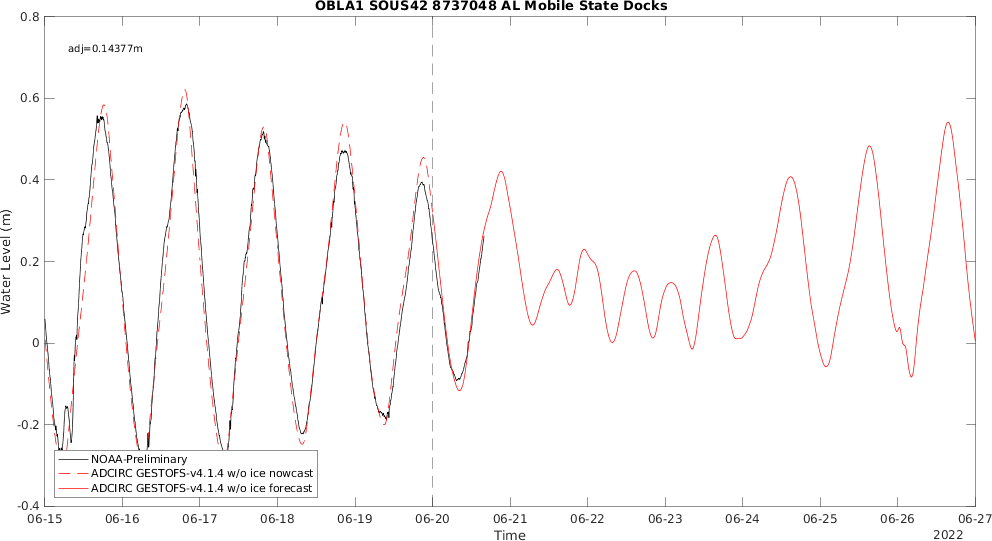 OBLA1 SOUS42 8737048 AL Mobile State Docks
adj=0.14377m
Water Level (m)
0.8
0.6
0.4
0.2
0
-0.2
-0.4
NOAA-Preliminary
ADCIRC GESTOFS-v4.1.4 w/o ice nowcast
ADCIRC GESTOFS-v4.1.4 w/o ice forecast
06-15 06-16 06-17 06-18 06-19 06-20 06-21 06-22 06-23 06-24 06-25 06-26 06-27
Time
2022